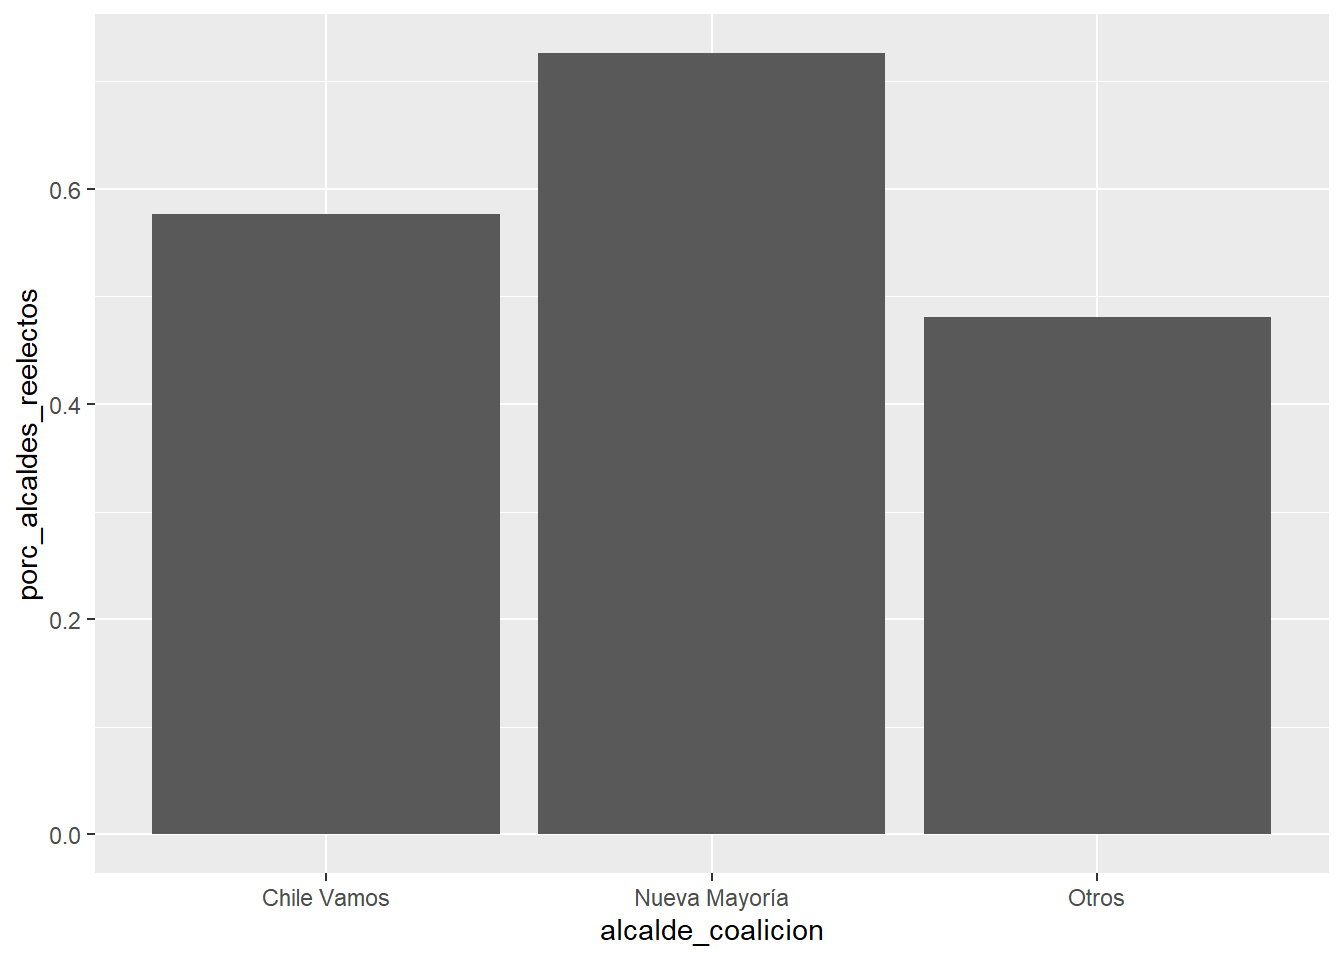 porc_alcaldes_reelectos
0.6
0.4
0.2
0.0
Chile Vamos
Nueva Mayoría
Otros
alcalde_coalicion